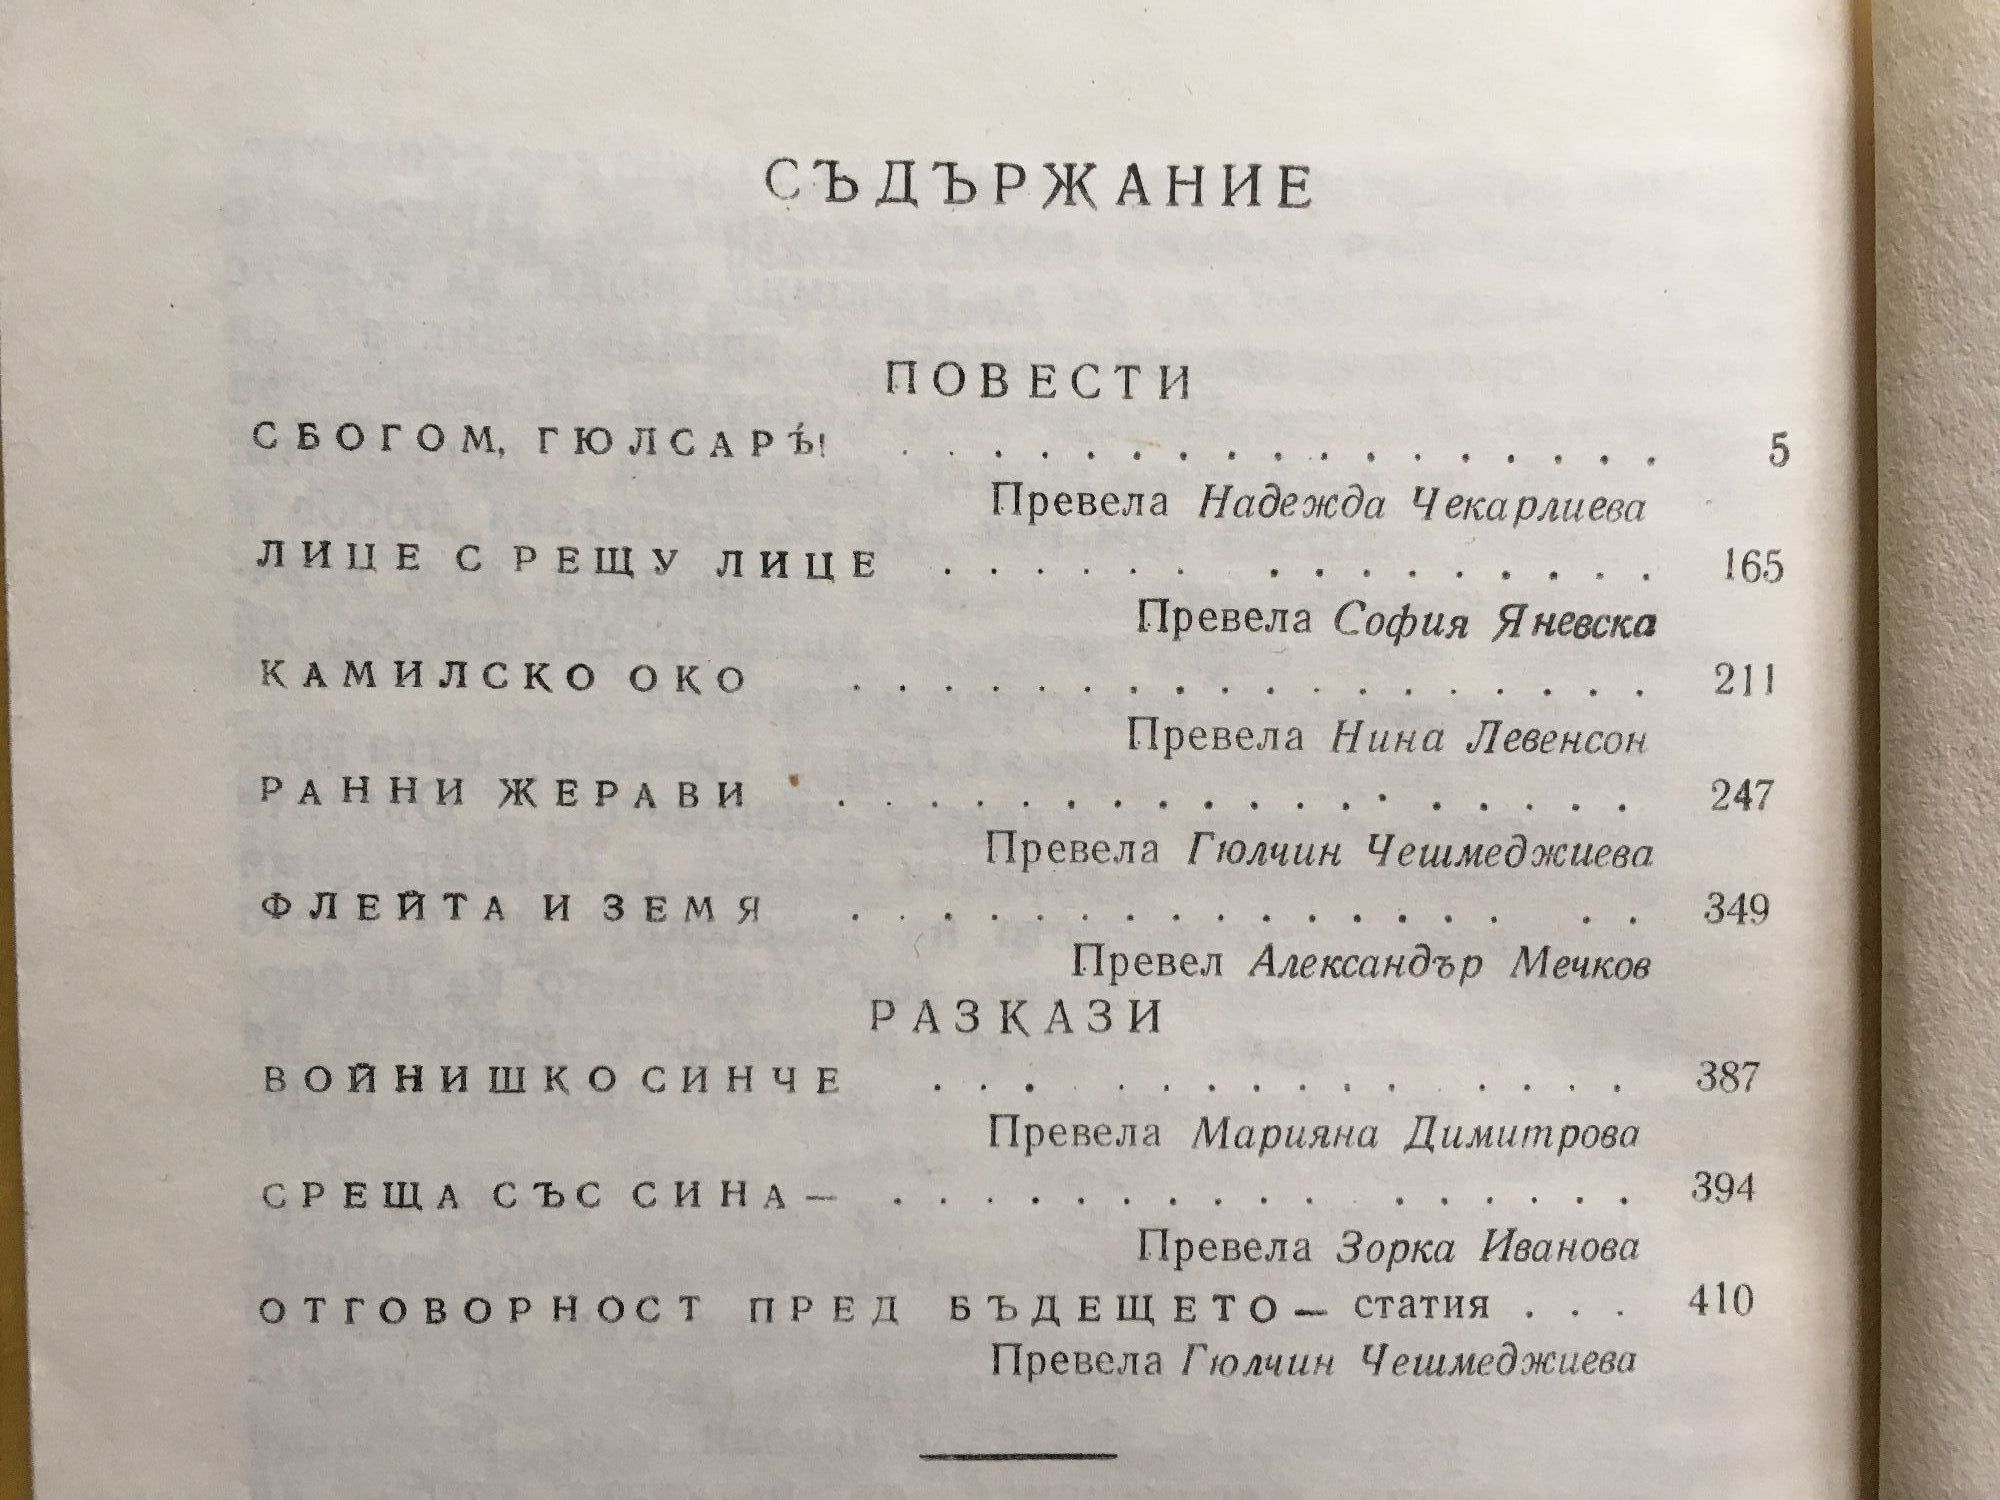 СЪДЪРЖАНИЕ
ПОВЕСТИ
СБОГОМ, ГЮЛСАРЪ́! . . . . . . . . . . . . . . . . . 5
Превела Надежда Чекарлиева
ЛИЦЕ СРЕЩУ ЛИЦЕ . . . . . . . . . . . . . . . 165
Превела София Яневска
КАМИЛСКО ОКО . . . . . . . . . . . . . . . . . . 211
Превела Нина Левенсон
РАННИ ЖЕРАВИ . . . . . . . . . . . . . . . . . . 247
Превела Гюлчин Чешмеджиева
ФЛЕЙТА И ЗЕМЯ . . . . . . . . . . . . . . . . . 349
Превел Александър Мечков
РАЗКАЗИ
ВОЙНИШКО СИНЧЕ . . . . . . . . . . . . . . 387
Превела Марияна Димитрова
СРЕЩА СЪС СИНА — . . . . . . . . . . . . . . . . 394
Превела Зорка Иванова
ОТГОВОРНОСТ ПРЕД БЪДЕЩЕТО — статия . . . 410
Превела Гюлчин Чешмеджиева